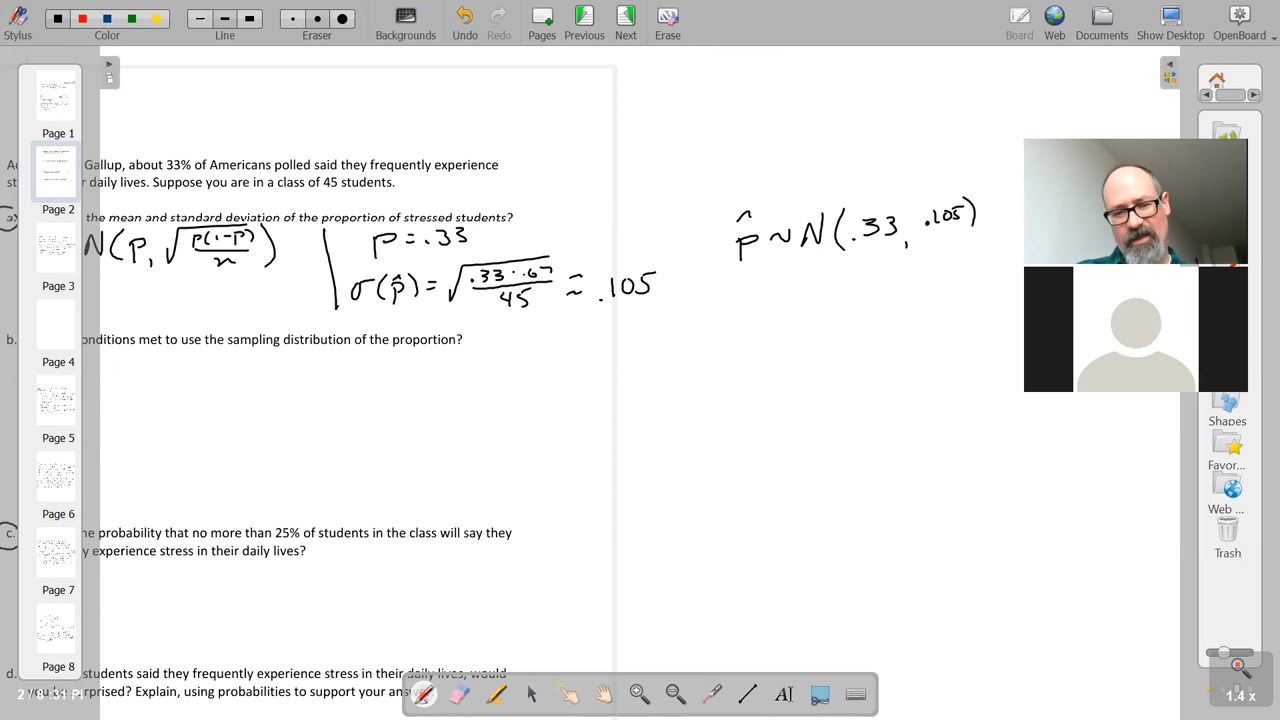 Stylus
Color
Line
Eraser
Backgrounds
Undo
Redo
Pages
Previous
Next
Erase
Board
Web
Documents
Show Desktop
OpenBoard
Page 1
Page 2
Page 3
Page 4
Page 5
Page 6
Page 7
Page 8
Gallup, about 33% of Americans polled said they frequently experience
daily lives. Suppose you are in a class of 45 students.
a) the mean and standard deviation of the proportion of stressed students?
N(p, √(p(1-p)/n))
p = .33
σ(p̂) = √(.33 · .67/45) ≈ .105
p̂ ~ N(.33, .105)
b. onditions met to use the sampling distribution of the proportion?
c. he probability that no more than 25% of students in the class will say they
y experience stress in their daily lives?
d. students said they frequently experience stress in their daily lives, would
you be surprised? Explain, using probabilities to support your
Shapes
Favor...
Web ...
Trash
1.4 x